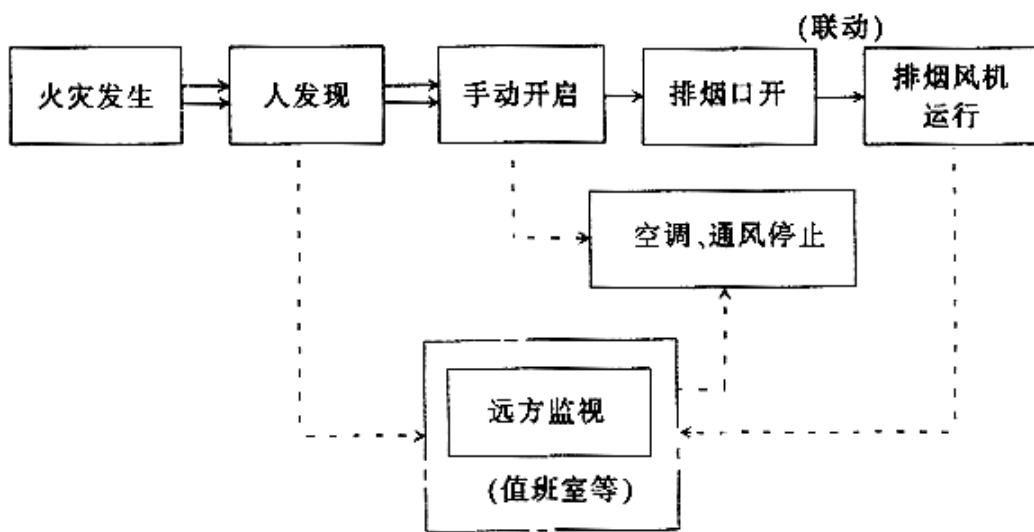 (联动)
火灾发生
人发现
手动开启
排烟口开
排烟风机
运行
空调、通风停止
远方监视
(值班室等)